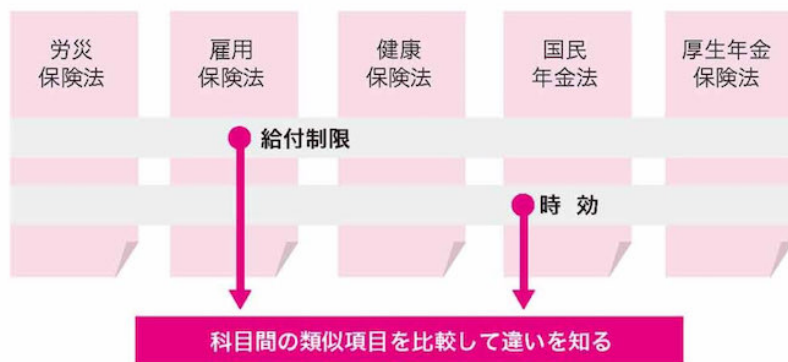 労災
保険法
雇用
保険法
健康
保険法
国民
年金法
厚生年金
保険法
給付制限
時 効
科目間の類似項目を比較して違いを知る